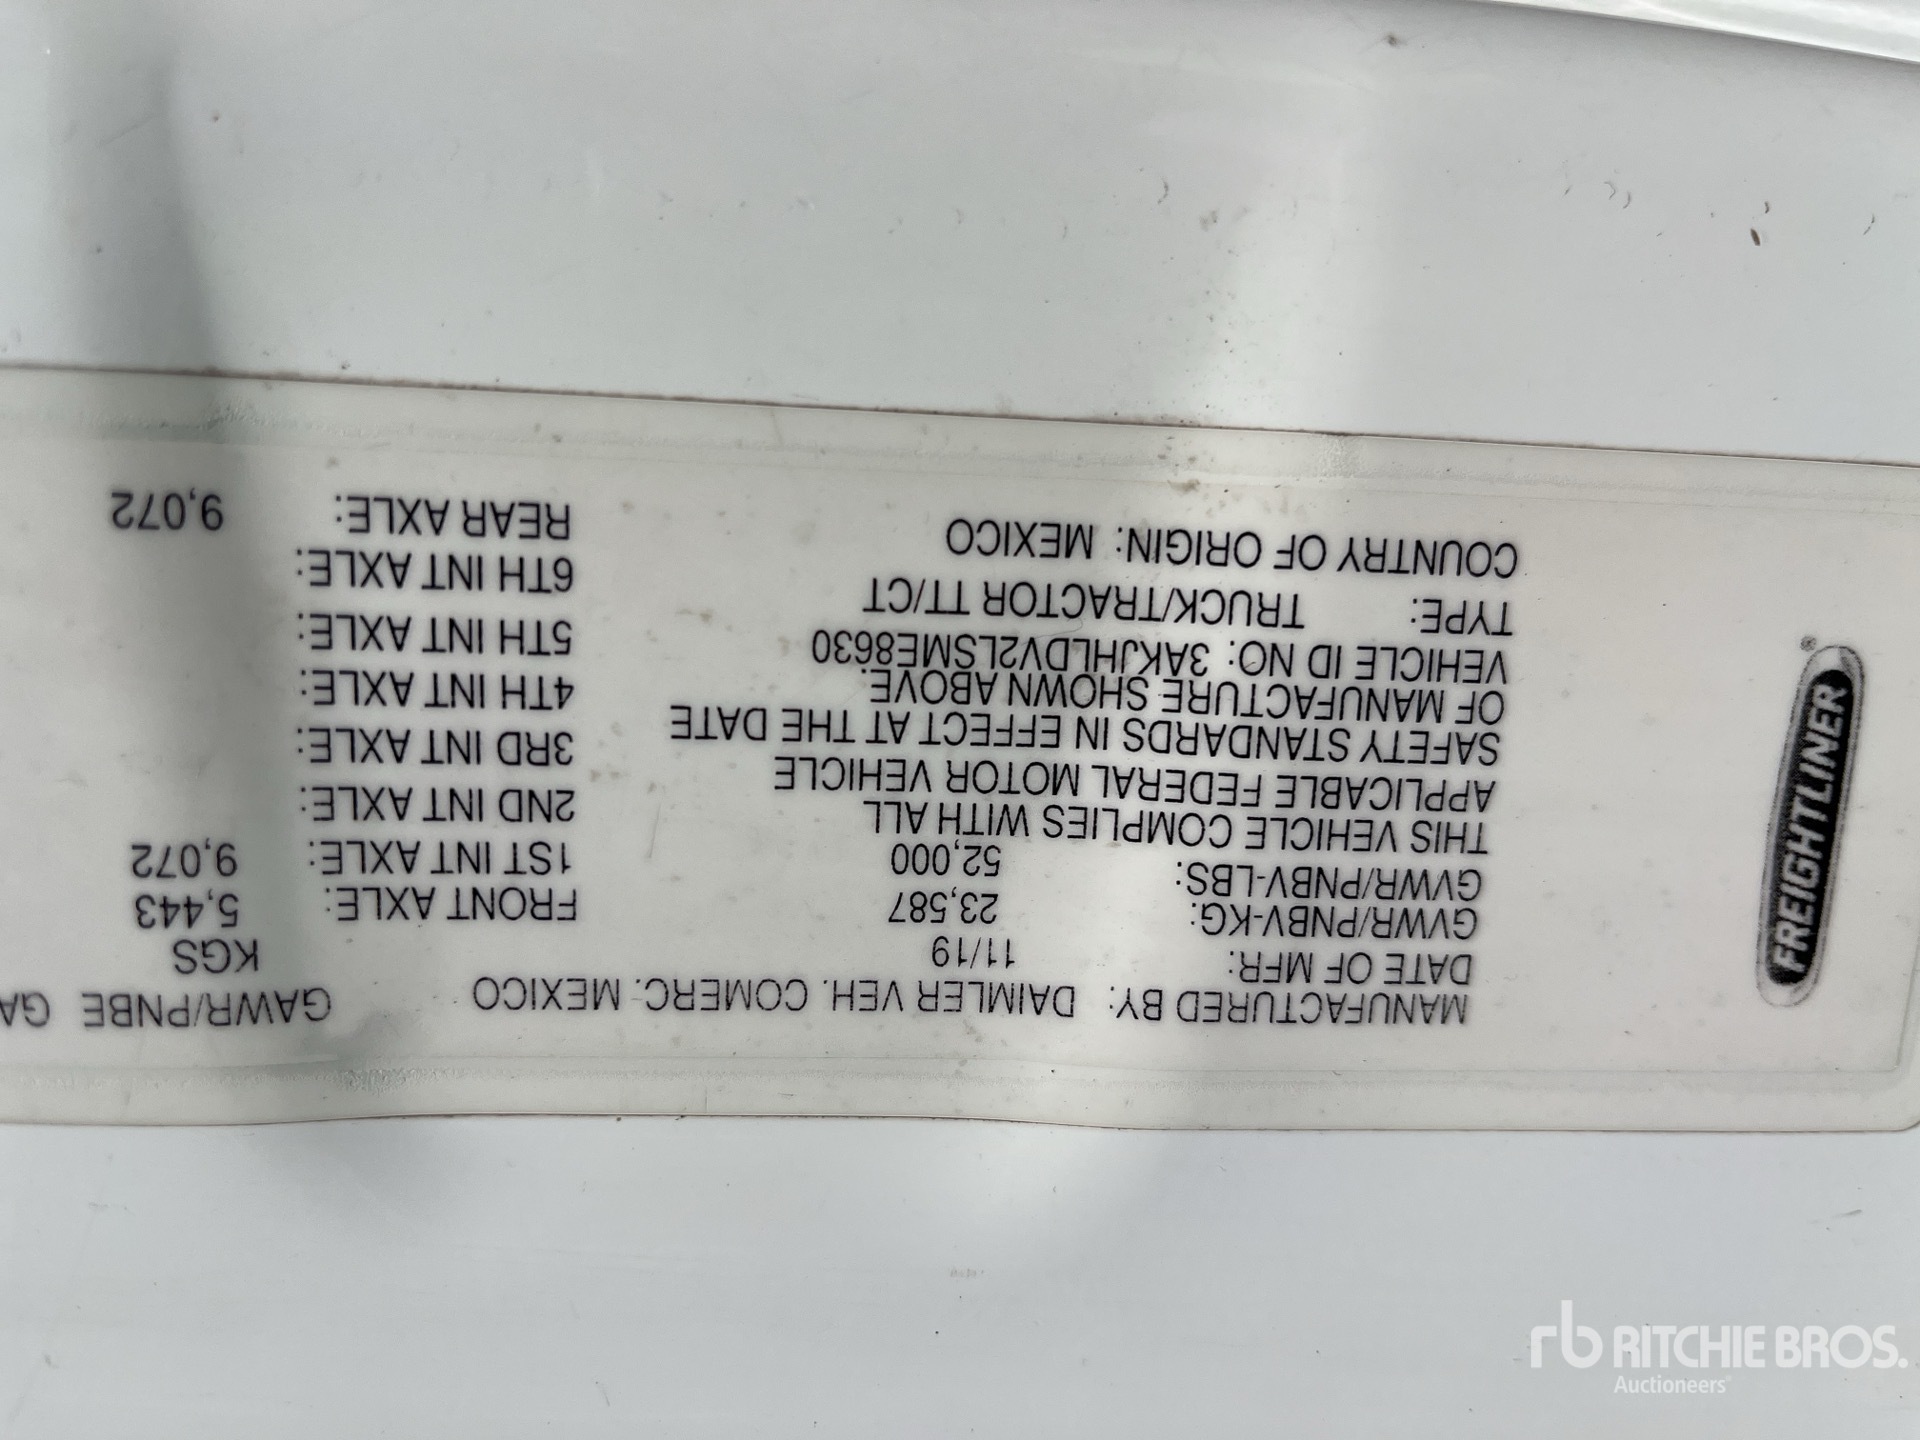 FREIGHTLINER
®
MANUFACTURED BY: DAIMLER VEH. COMERC. MEXICO
DATE OF MFR: 11/19
GVWR/PNBV-KG: 23,587
GVWR/PNBV-LBS: 52,000
THIS VEHICLE COMPLIES WITH ALL
APPLICABLE FEDERAL MOTOR VEHICLE
SAFETY STANDARDS IN EFFECT AT THE DATE
OF MANUFACTURE SHOWN ABOVE.
VEHICLE ID NO: 3AKJHLDV2LSME8630
TYPE: TRUCK/TRACTOR TT/CT
COUNTRY OF ORIGIN: MEXICO
GAWR/PNBE GA
KGS
FRONT AXLE: 5,443
1ST INT AXLE: 9,072
2ND INT AXLE:
3RD INT AXLE:
4TH INT AXLE:
5TH INT AXLE:
6TH INT AXLE:
REAR AXLE: 9,072
rb RITCHIE BROS.
Auctioneers